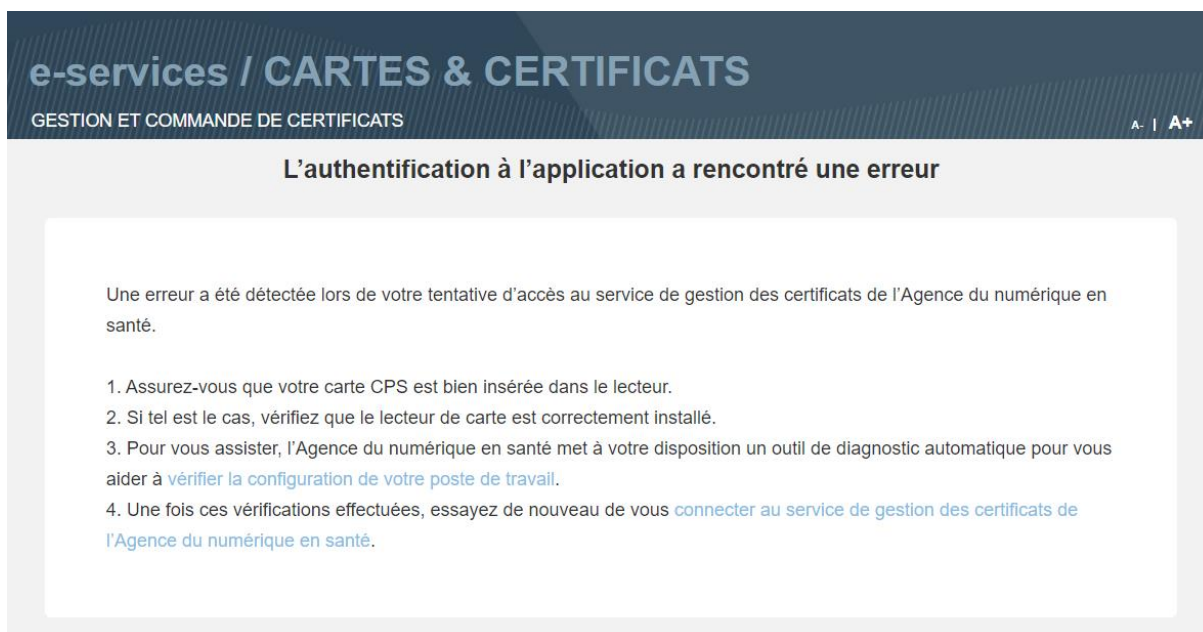 e-services / CARTES & CERTIFICATS
GESTION ET COMMANDE DE CERTIFICATS
A- | A+
L’authentification à l’application a rencontré une erreur
Une erreur a été détectée lors de votre tentative d’accès au service de gestion des certificats de l’Agence du numérique en
santé.
1. Assurez-vous que votre carte CPS est bien insérée dans le lecteur.
2. Si tel est le cas, vérifiez que le lecteur de carte est correctement installé.
3. Pour vous assister, l’Agence du numérique en santé met à votre disposition un outil de diagnostic automatique pour vous
aider à vérifier la configuration de votre poste de travail.
4. Une fois ces vérifications effectuées, essayez de nouveau de vous connecter au service de gestion des certificats de
l’Agence du numérique en santé.